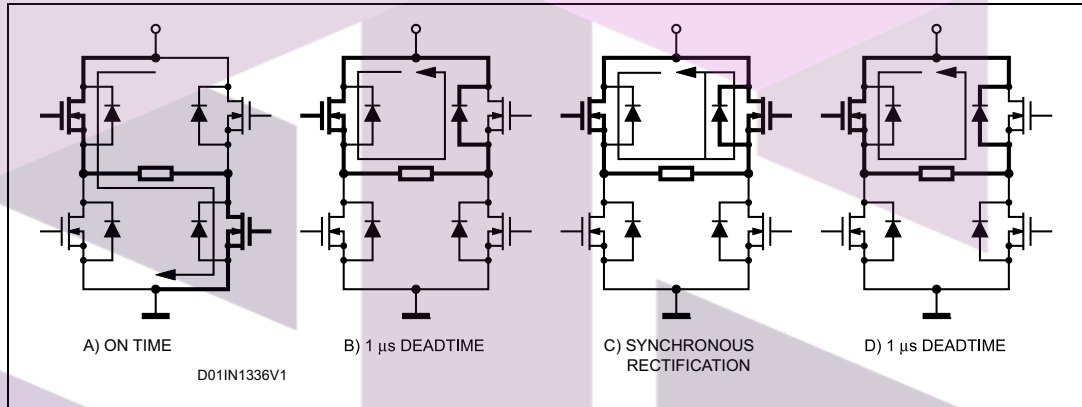 A) ON TIME
B) 1 μs DEADTIME
C) SYNCHRONOUS
RECTIFICATION
D) 1 μs DEADTIME
D01IN1336V1